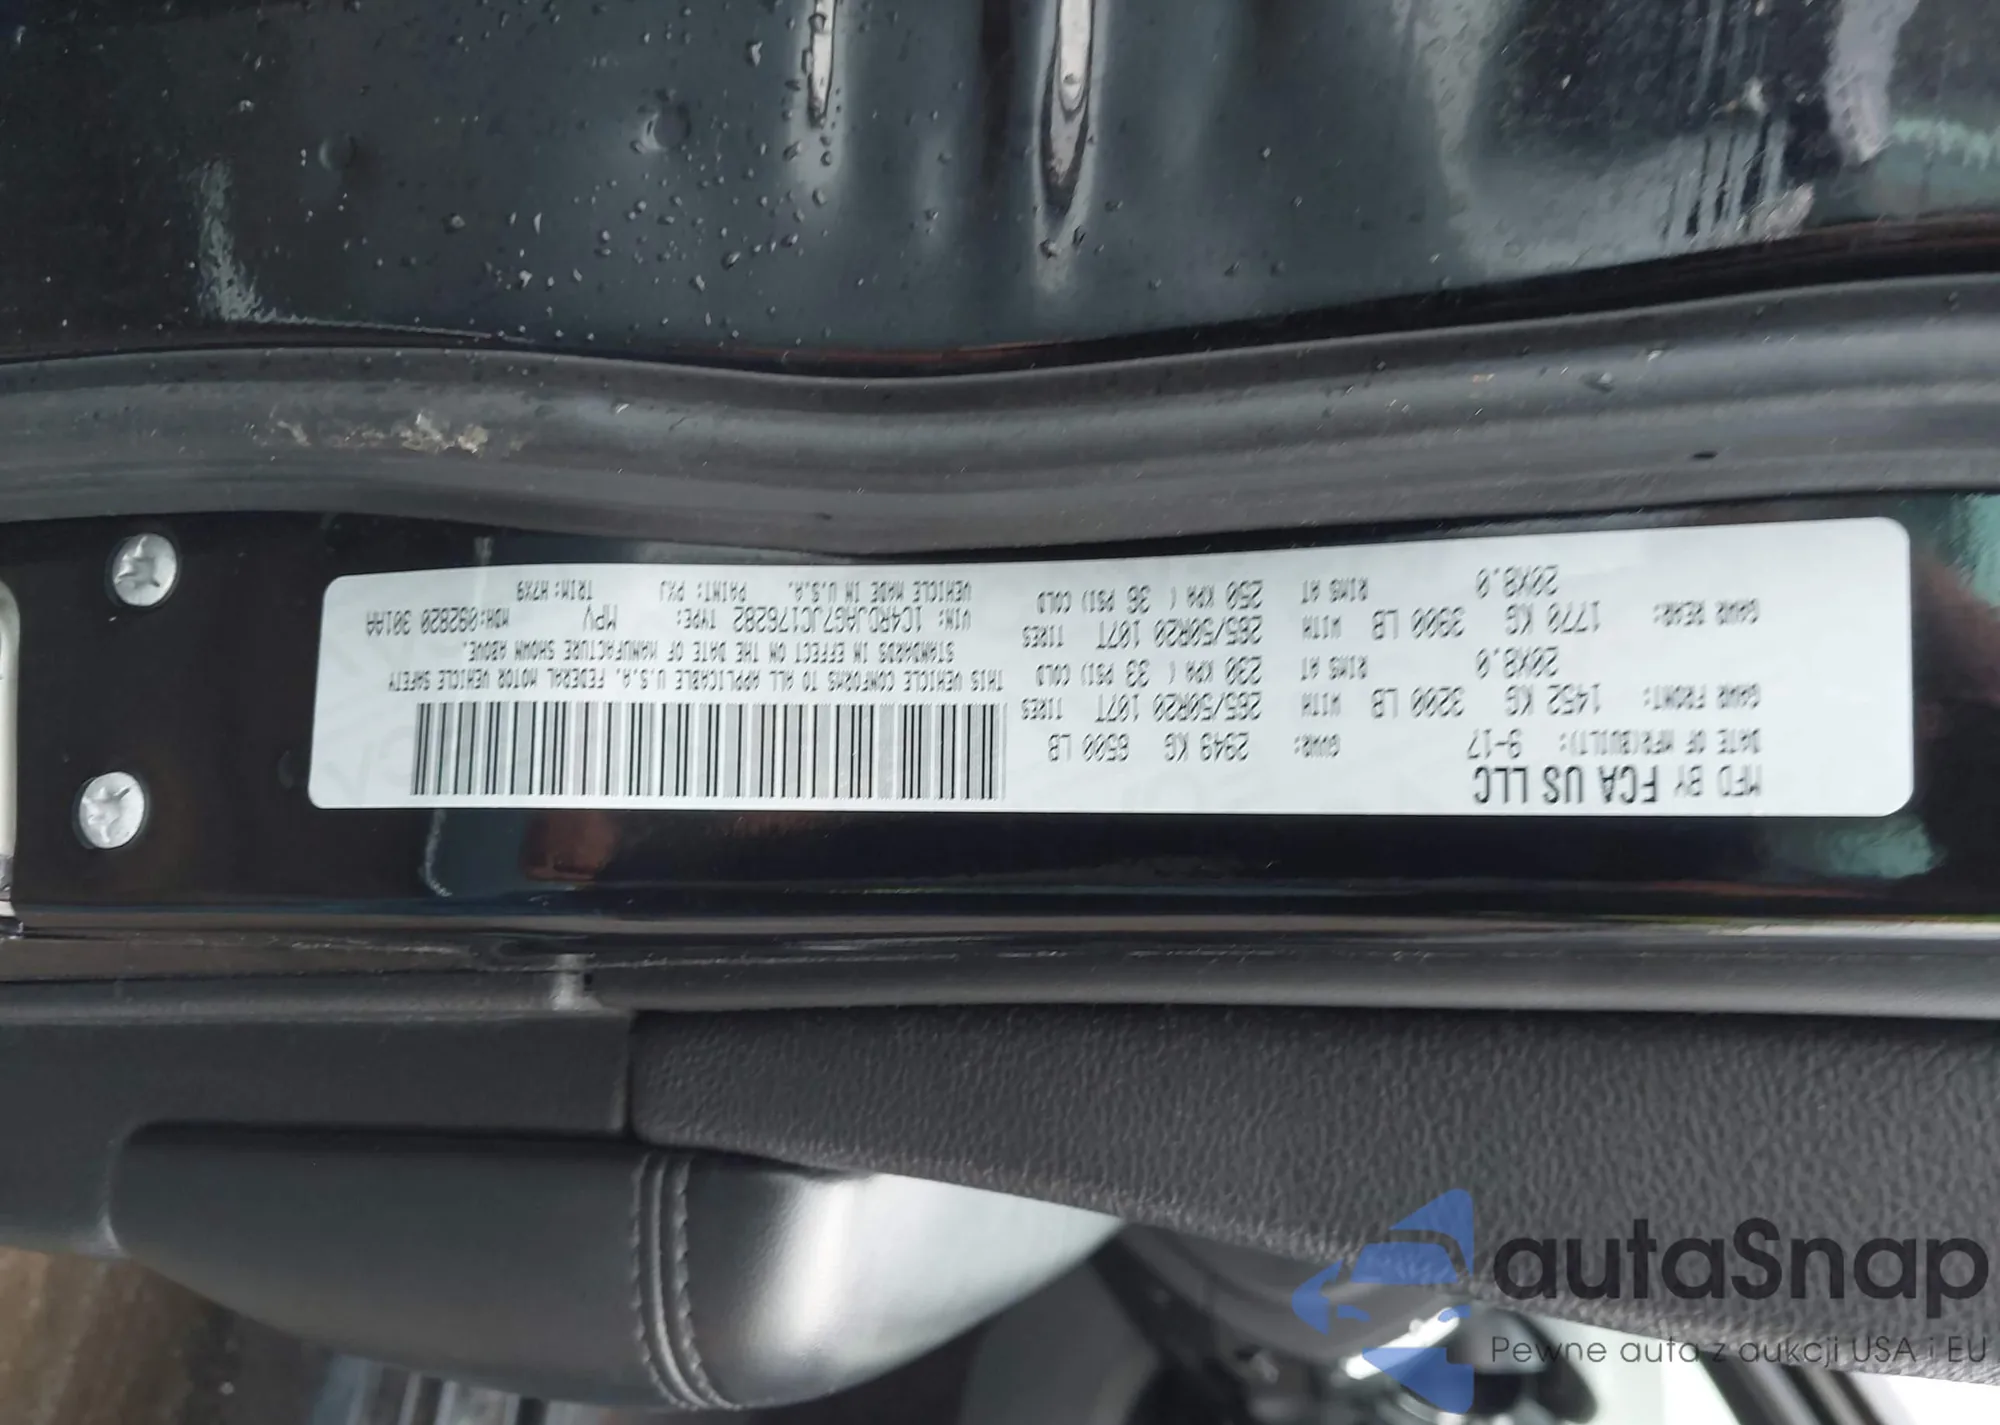 MFD BY FCA US LLC
DATE OF MFR(BUILT): 9-17 GVWR: 2949 KG 6500 LB
GAWR FRONT: 1452 KG 3200 LB WITH 265/50R20 107T TIRES
20X8.0 RIMS AT 230 KPA ( 33 PSI) COLD
GAWR REAR: 1770 KG 3900 LB WITH 265/50R20 107T TIRES
20X8.0 RIMS AT 250 KPA ( 36 PSI) COLD
THIS VEHICLE CONFORMS TO ALL APPLICABLE U.S.A. FEDERAL MOTOR VEHICLE SAFETY
STANDARDS IN EFFECT ON THE DATE OF MANUFACTURE SHOWN ABOVE.
VIN: 1C4RDJAG7JC176282 TYPE: MPV MDH:092820 301AA
VEHICLE MADE IN U.S.A. PAINT: PXJ TRIM: H7X9
autaSnap
Pewne auta z aukcji USA i EU